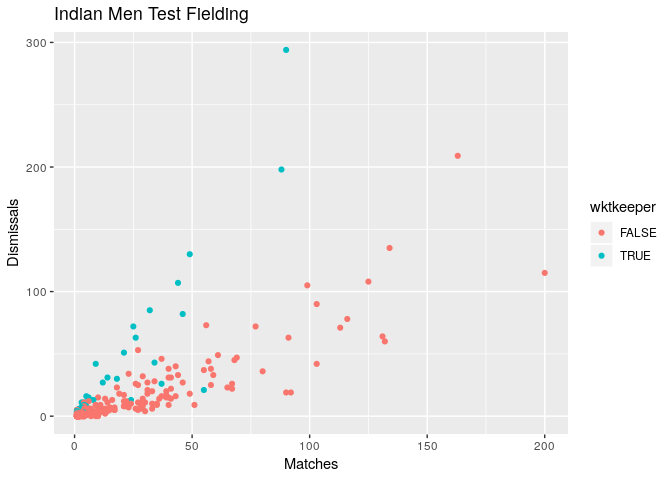 Indian Men Test Fielding
300
200
100
0
Dismissals
0 50 100 150 200
Matches
wktkeeper
FALSE
TRUE